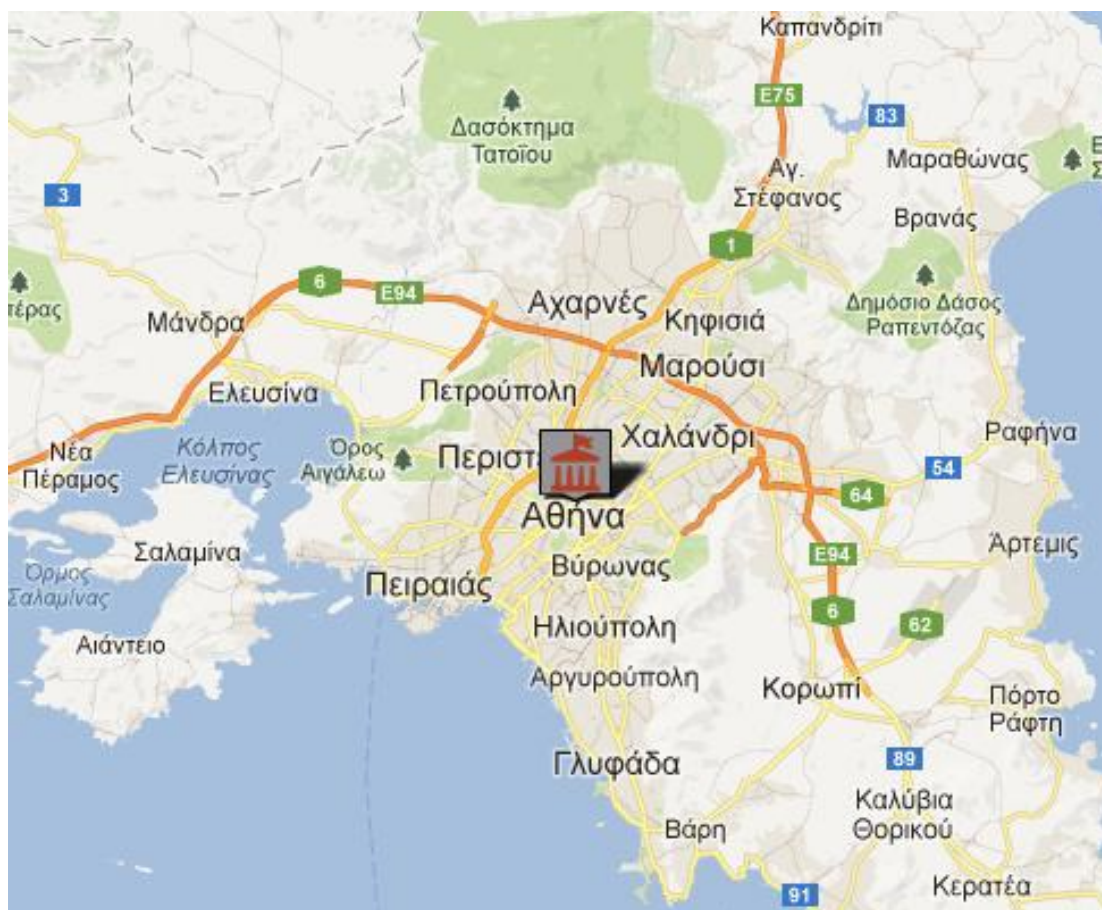 Καπανδρίτι
E75
83
Δασόκτημα
Τατοΐου
Μαραθώνας
Αγ.
Στέφανος
3
Βρανάς
1
6
E94
Αχαρνές
Κηφισιά
Δημόσιο Δάσος
Ραπεντόζας
Μάνδρα
Μαρούσι
Ελευσίνα
Πετρούπολη
Χαλάνδρι
Ραφήνα
Νέα
Πέραμος
Κόλπος
Ελευσίνας
Όρος
Αιγάλεω
54
64
Αθήνα
Σαλαμίνα
Άρτεμις
E94
Βύρωνας
Όρμος
Σαλαμίνας
Πειραιάς
6
62
Ηλιούπολη
Αιάντειο
Αργυρούπολη
Κορωπί
Πόρτο
Ράφτη
Γλυφάδα
89
Καλύβια
Θορικού
Βάρη
91
Κερατέα